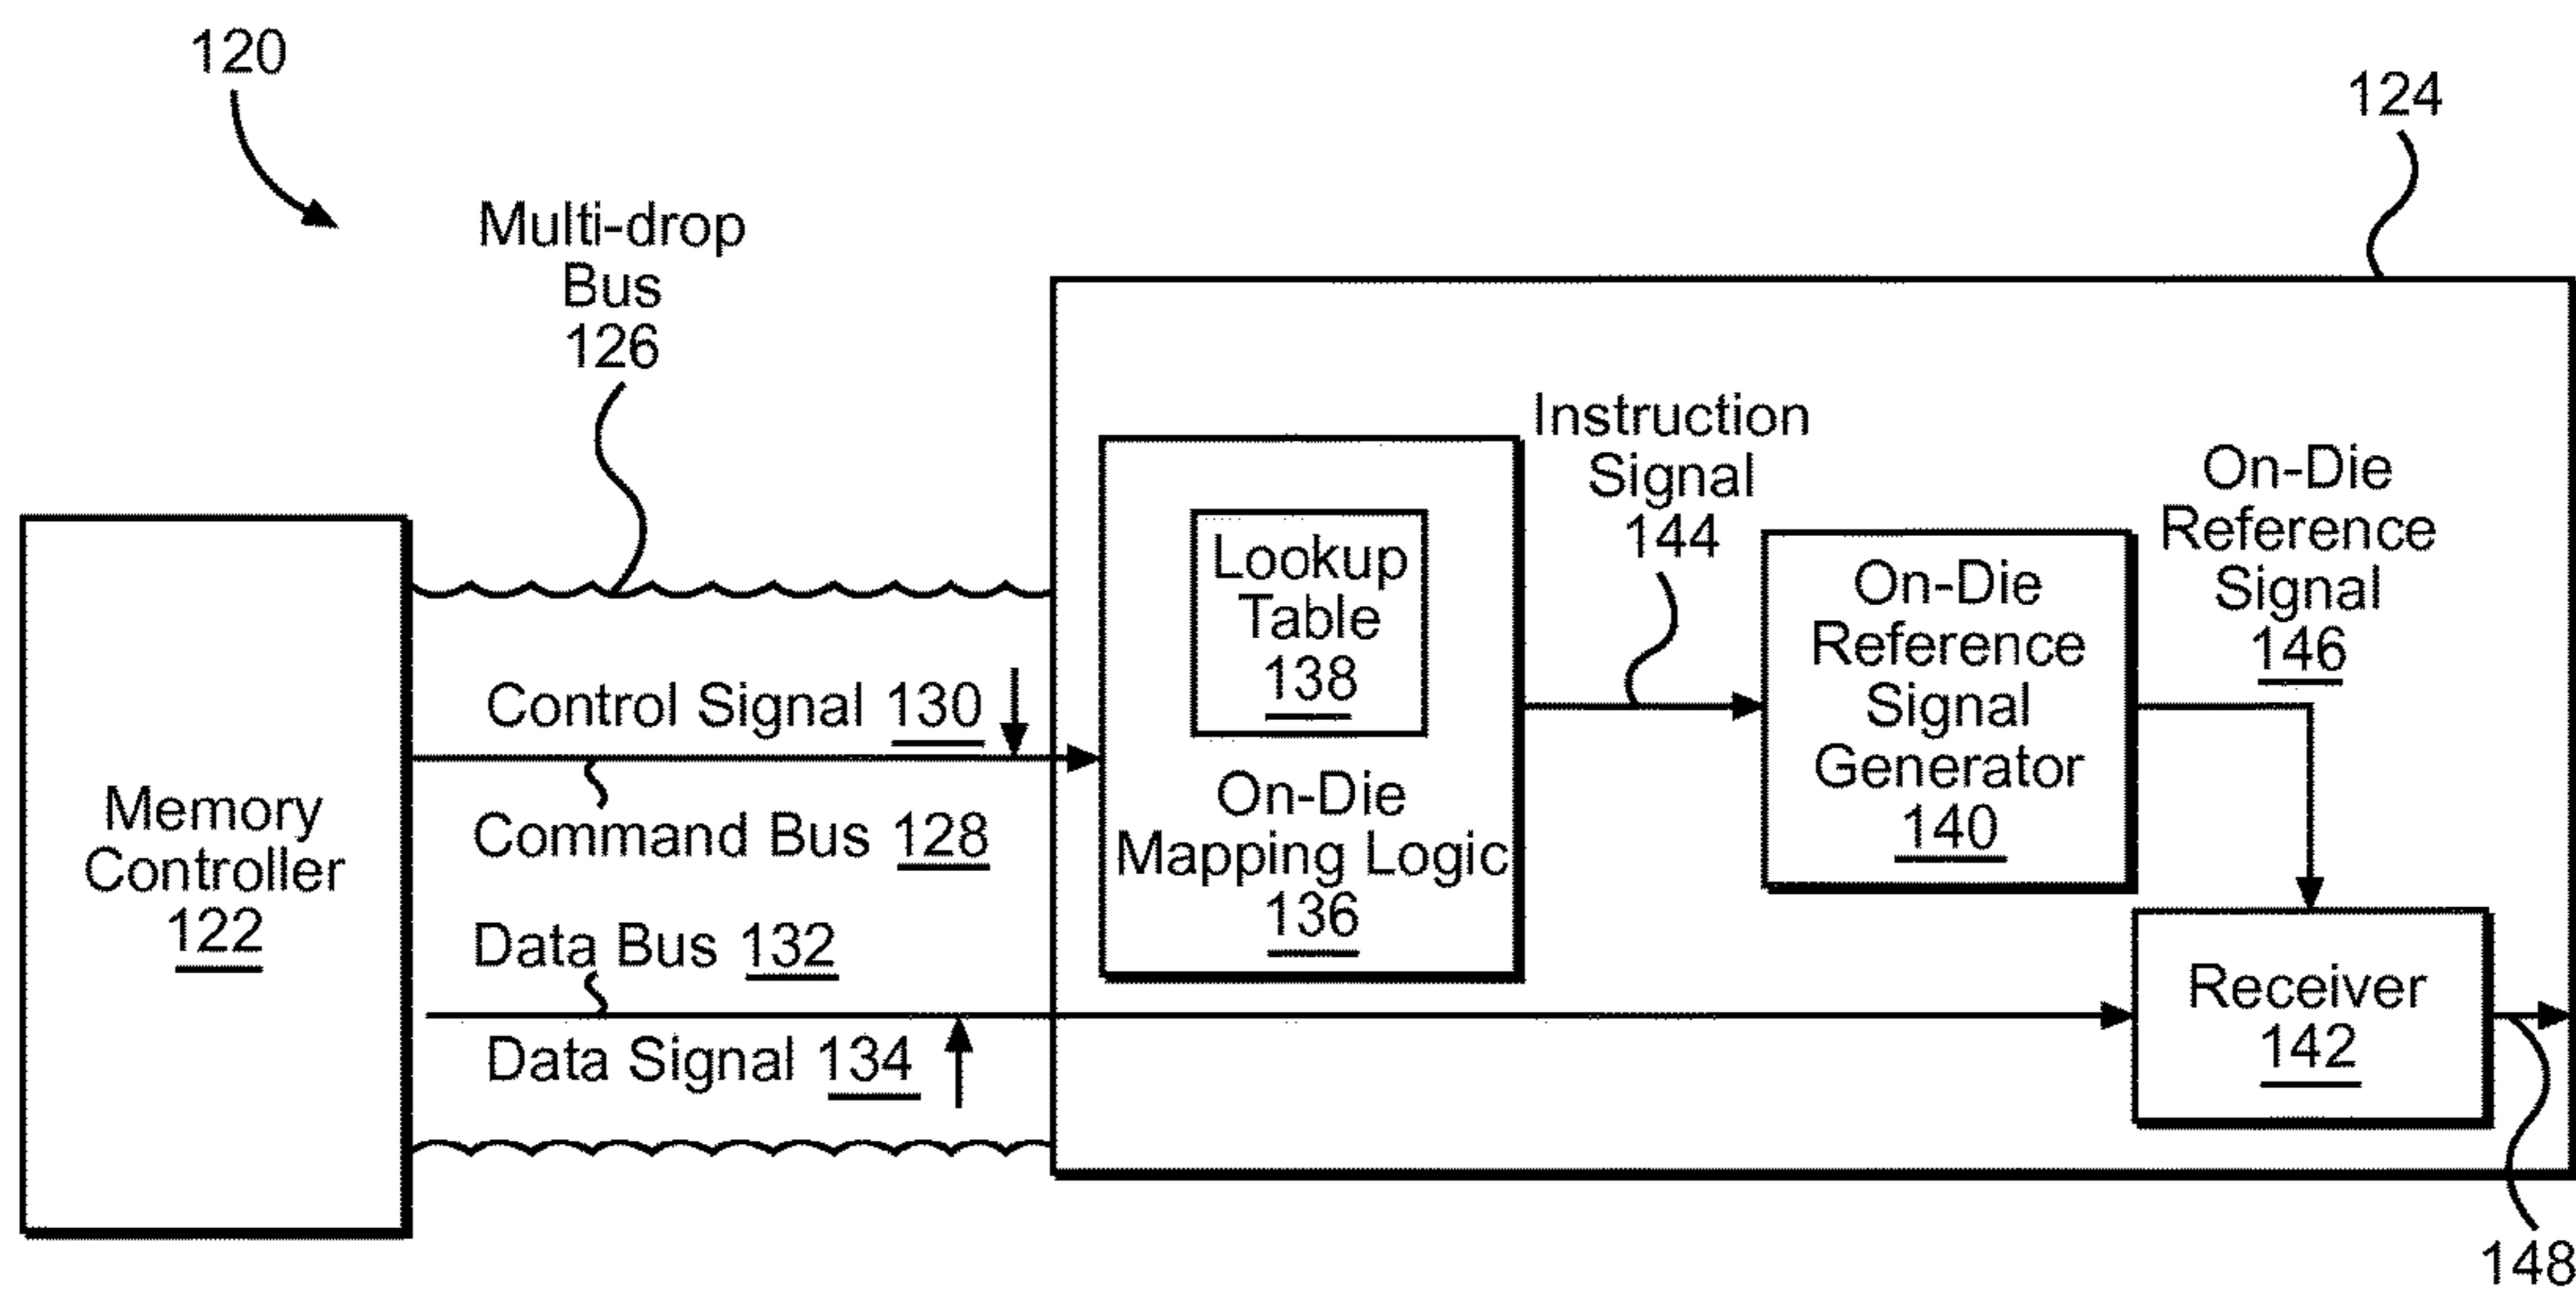 120
124
Multi-drop
Bus
126
Instruction
Signal
144
On-Die
Reference
Signal
146
Lookup
Table
138
On-Die
Mapping Logic
136
On-Die
Reference
Signal
Generator
140
Control Signal 130
Command Bus 128
Memory
Controller
122
Data Bus 132
Data Signal 134
Receiver
142
148